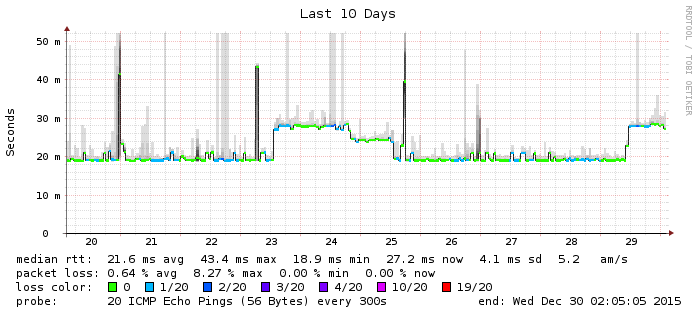 Last 10 Days
RRDTOOL / TOBI OETIKER
Seconds
50 m
40 m
30 m
20 m
10 m
0
20 21 22 23 24 25 26 27 28 29
median rtt: 21.6 ms avg 43.4 ms max 18.9 ms min 27.2 ms now 4.1 ms sd 5.2 am/s
packet loss: 0.64 % avg 8.27 % max 0.00 % min 0.00 % now
loss color: 0 1/20 2/20 3/20 4/20 10/20 19/20
probe: 20 ICMP Echo Pings (56 Bytes) every 300s end: Wed Dec 30 02:05:05 2015